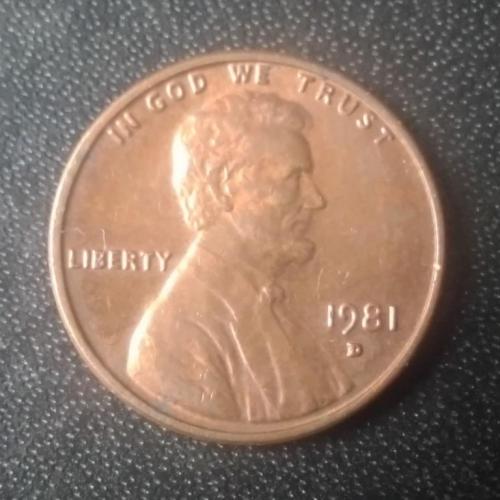 IN GOD WE TRUST
LIBERTY
1981
D